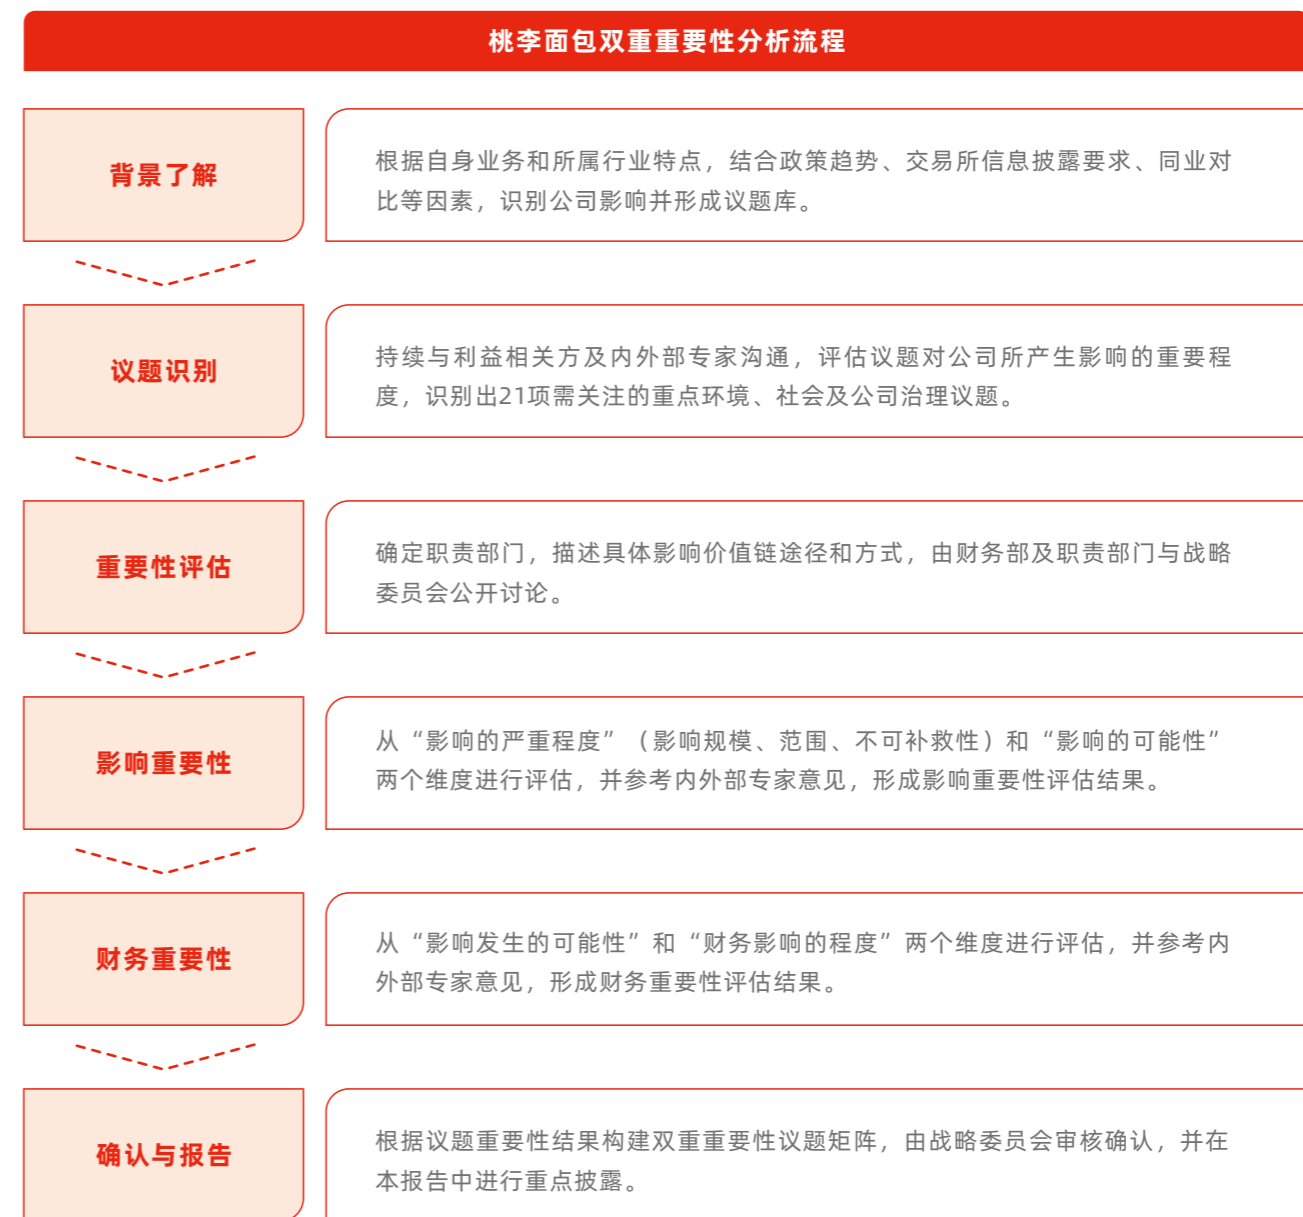 桃李面包双重重要性分析流程
背景了解
根据自身业务和所属行业特点，结合政策趋势、交易所信息披露要求、同业对
比等因素，识别公司影响并形成议题库。
议题识别
持续与利益相关方及内外部专家沟通，评估议题对公司所产生影响的重要程
度，识别出21项需关注的重点环境、社会及公司治理议题。
重要性评估
确定职责部门，描述具体影响价值链途径和方式，由财务部及职责部门与战略
委员会公开讨论。
影响重要性
从“影响的严重程度”（影响规模、范围、不可补救性）和“影响的可能性”
两个维度进行评估，并参考内外部专家意见，形成影响重要性评估结果。
财务重要性
从“影响发生的可能性”和“财务影响的程度”两个维度进行评估，并参考内
外部专家意见，形成财务重要性评估结果。
确认与报告
根据议题重要性结果构建双重重要性议题矩阵，由战略委员会审核确认，并在
本报告中进行重点披露。